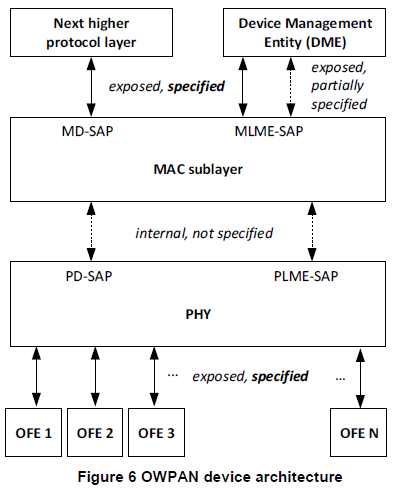 Next higher
protocol layer
Device Management
Entity (DME)
exposed, specified
exposed,
partially
specified
MD-SAP
MLME-SAP
MAC sublayer
internal, not specified
PD-SAP
PLME-SAP
PHY
... exposed, specified ...
OFE 1
OFE 2
OFE 3
OFE N
Figure 6 OWPAN device architecture